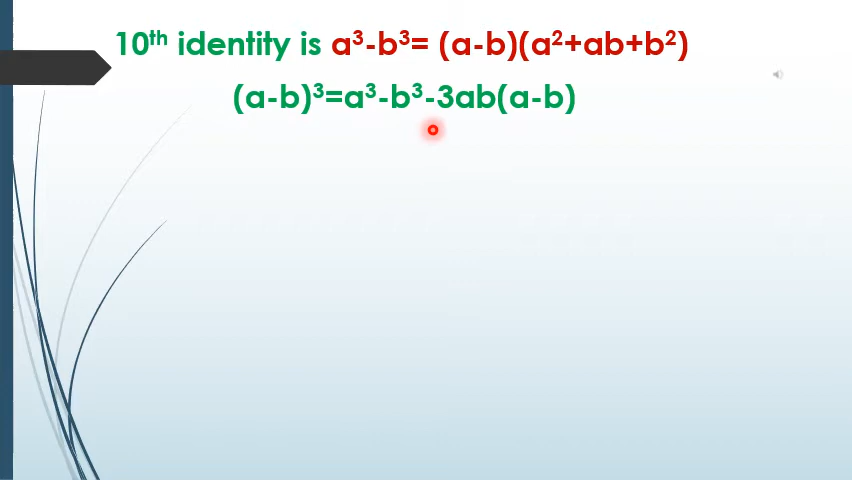 10th identity is a³-b³= (a-b)(a²+ab+b²)
(a-b)³=a³-b³-3ab(a-b)